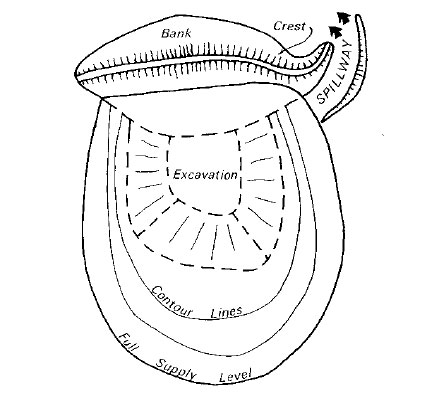 Bank
Crest
SPILLWAY
Excavation
Contour Lines
Full Supply Level